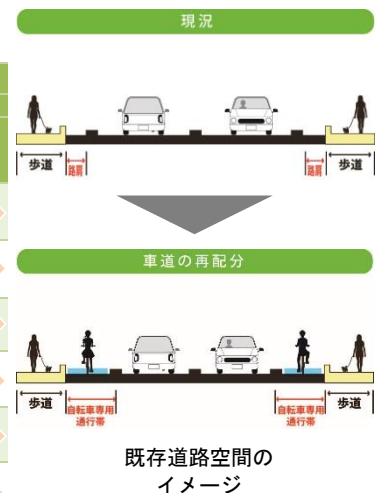 現況
歩道
路肩
路肩
歩道
車道の再配分
歩道
自転車専用
通行帯
自転車専用
通行帯
歩道
既存道路空間の
イメージ